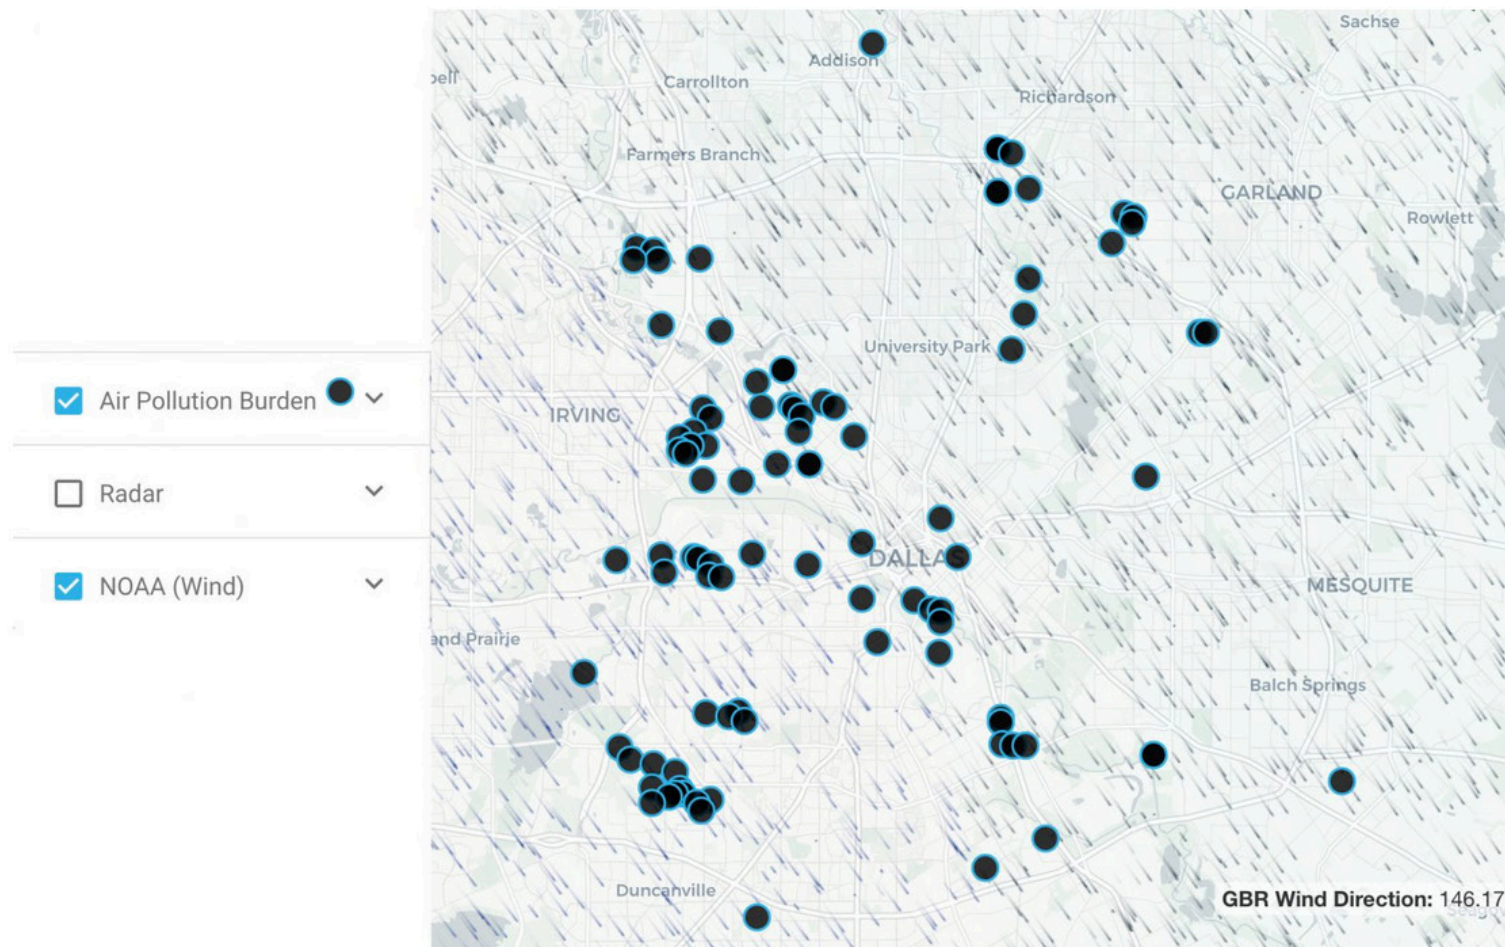 Air Pollution Burden
Radar
NOAA (Wind)
Sachse
Addison
Carrollton
Richardson
Farmers Branch
GARLAND
Rowlett
University Park
IRVING
DALLAS
MESQUITE
and Prairie
Balch Springs
Duncanville
GBR Wind Direction: 146.17